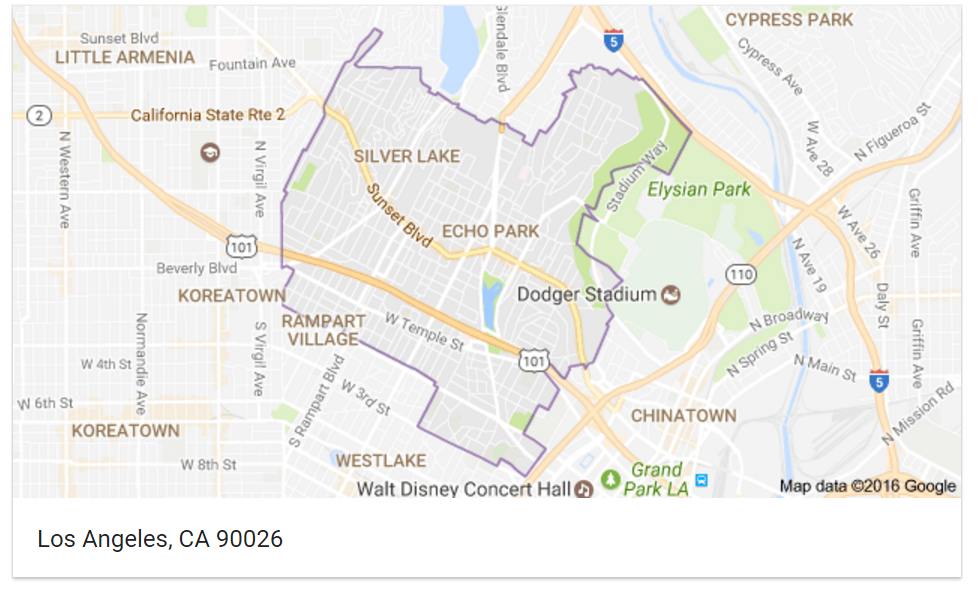 CYPRESS PARK
Sunset Blvd
LITTLE ARMENIA
Fountain Ave
Glendale Blvd
5
Cypress Ave
2
California State Rte 2
N Figueroa St
N Western Ave
N Virgil Ave
SILVER LAKE
W Ave 28
Stadium Way
Elysian Park
Sunset Blvd
ECHO PARK
Griffin Ave
W Ave 26
101
Beverly Blvd
110
N Ave 19
KOREATOWN
Dodger Stadium
Daly St
RAMPART
VILLAGE
W Temple St
N Broadway
Normandie Ave
S Virgil Ave
101
N Spring St
Griffin Ave
W 4th St
N Main St
5
W 3rd St
S Rampart Blvd
W 6th St
KOREATOWN
CHINATOWN
N Mission Rd
W 8th St
WESTLAKE
Walt Disney Concert Hall
Grand
Park LA
Map data ©2016 Google
Los Angeles, CA 90026